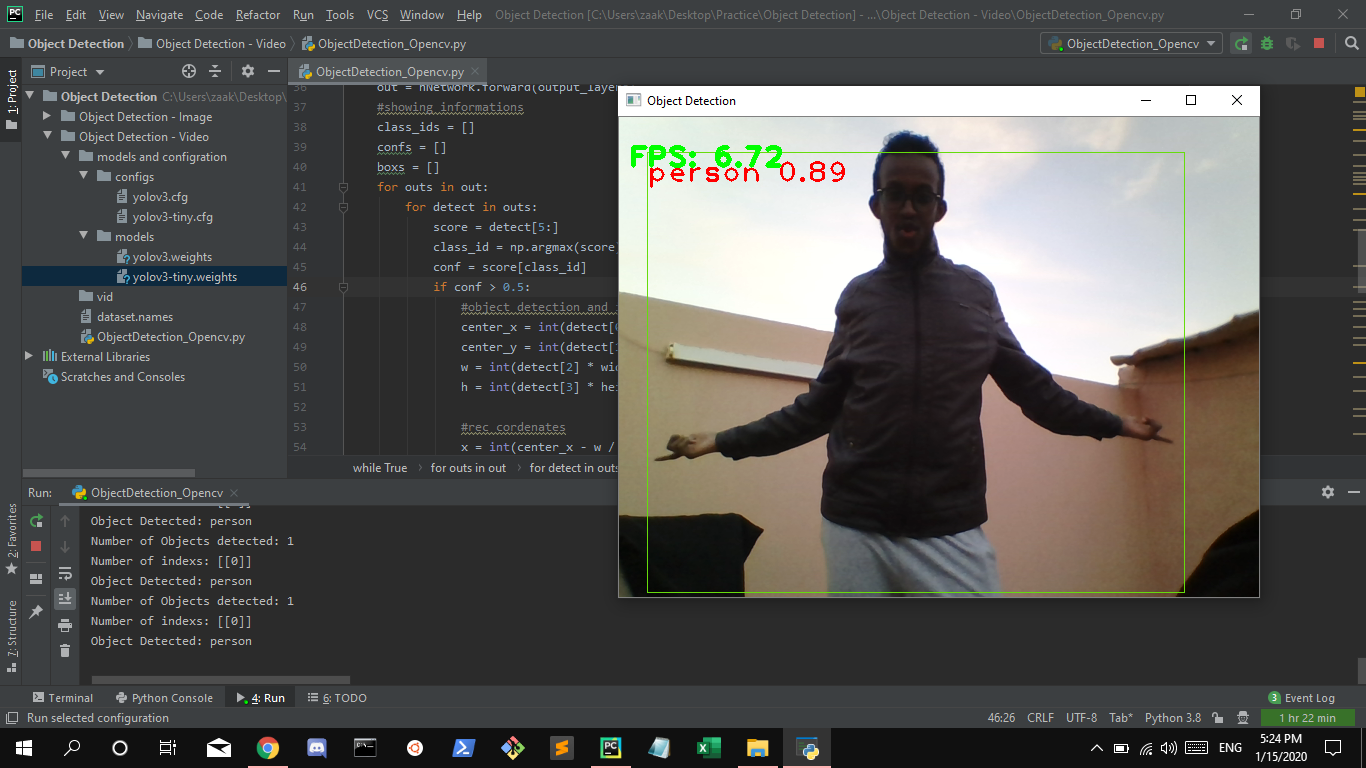 File Edit View Navigate Code Refactor Run Tools VCS Window Help Object Detection [C:\Users\zaak\Desktop\Practice\Object Detection] - ...\Object Detection - Video\ObjectDetection_Opencv.py
Object Detection Object Detection - Video ObjectDetection_Opencv.py ObjectDetection_Opencv
1: Project
Project
ObjectDetection_Opencv.py
Object Detection C:\Users\zaak\Desktop\
Object Detection - Image
Object Detection - Video
models and configration
configs
yolov3.cfg
yolov3-tiny.cfg
models
yolov3.weights
yolov3-tiny.weights
vid
dataset.names
ObjectDetection_Opencv.py
External Libraries
Scratches and Consoles
36 out = nNetwork.forward(output_laye
37 #showing informations
38 class_ids = []
39 confs = []
40 boxs = []
41 for outs in out:
42 for detect in outs:
43 score = detect[5:]
44 class_id = np.argmax(score
45 conf = score[class_id]
46 if conf > 0.5:
47 #object detection and
48 center_x = int(detect[
49 center_y = int(detect[
50 w = int(detect[2] * wi
51 h = int(detect[3] * he
52
53 #rec cordenates
54 x = int(center_x - w /
while True for outs in out for detect in outs
Object Detection
FPS: 6.72
person 0.89
Run: ObjectDetection_Opencv
Object Detected: person
Number of Objects detected: 1
Number of indexs: [[0]]
Object Detected: person
Number of Objects detected: 1
Number of indexs: [[0]]
Object Detected: person
2: Favorites
7: Structure
Terminal Python Console 4: Run 6: TODO 3 Event Log
Run selected configuration 46:26 CRLF UTF-8 Tab* Python 3.8 1 hr 22 min
ENG
5:24 PM
1/15/2020